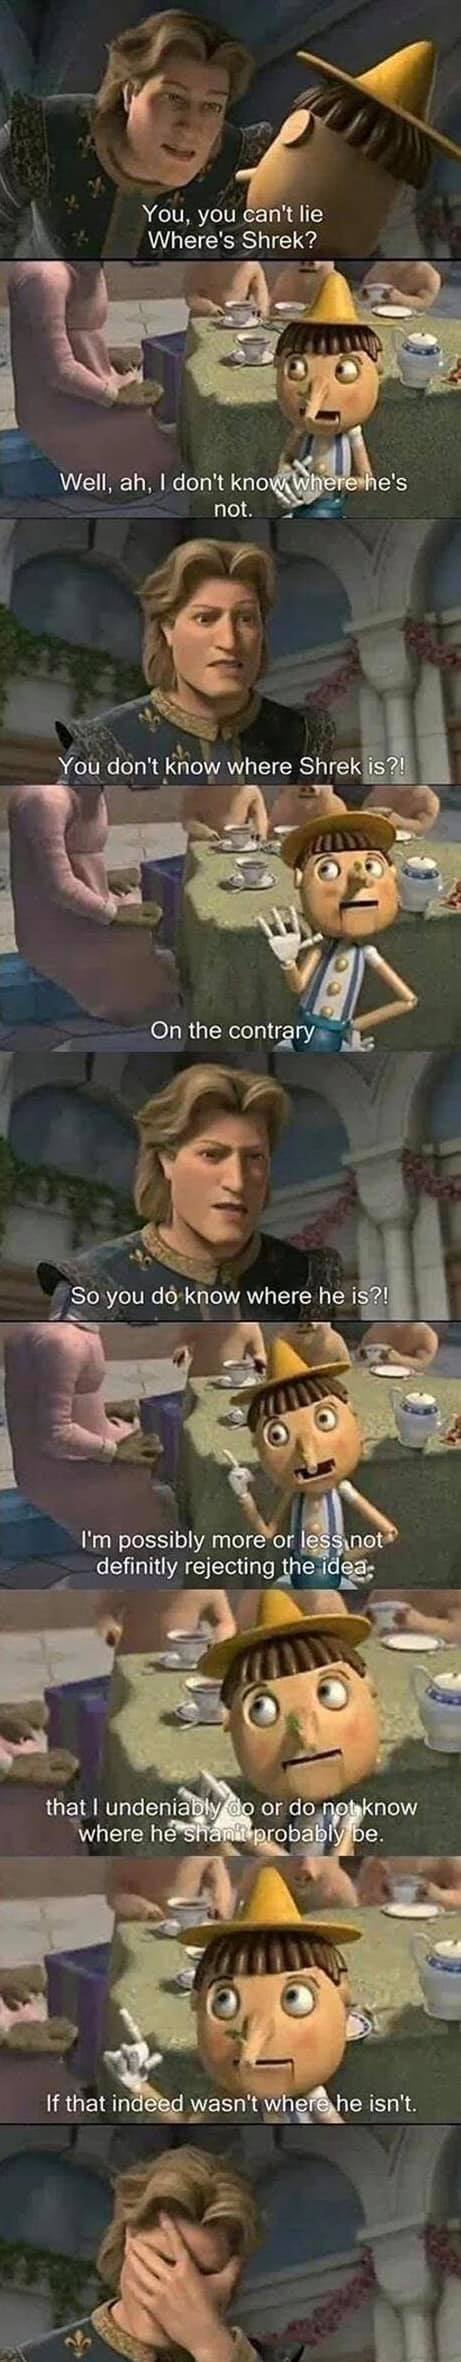 You, you can't lie
Where's Shrek?
Well, ah, I don't know where he's
not.
You don't know where Shrek is?!
On the contrary
So you do know where he is?!
I'm possibly more or less not
definitly rejecting the idea.
that I undeniably do or do not know
where he shan't probably be.
If that indeed wasn't where he isn't.